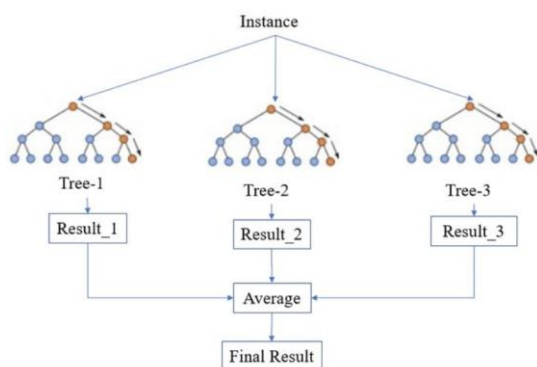 Instance
Tree-1
Tree-2
Tree-3
Result_1
Result_2
Result_3
Average
Final Result